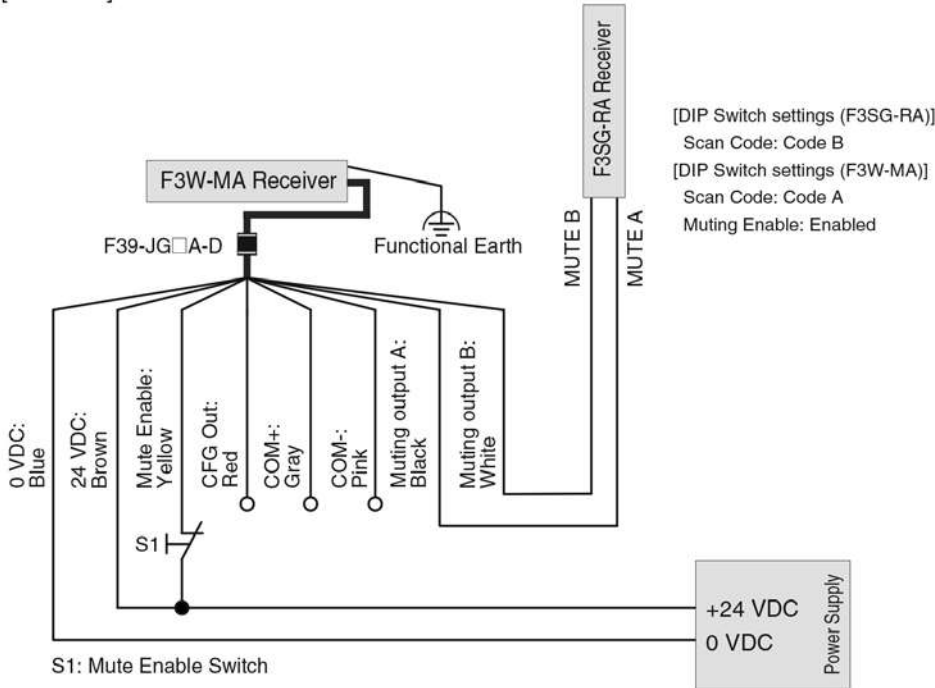 F3SG-RA Receiver
[DIP Switch settings (F3SG-RA)]
Scan Code: Code B
[DIP Switch settings (F3W-MA)]
Scan Code: Code A
Muting Enable: Enabled
F3W-MA Receiver
F39-JG□A-D
Functional Earth
MUTE B
MUTE A
0 VDC:
Blue
24 VDC:
Brown
Mute Enable:
Yellow
CFG Out:
Red
COM+:
Gray
COM-:
Pink
Muting output A:
Black
Muting output B:
White
S1
+24 VDC
0 VDC
Power Supply
S1: Mute Enable Switch